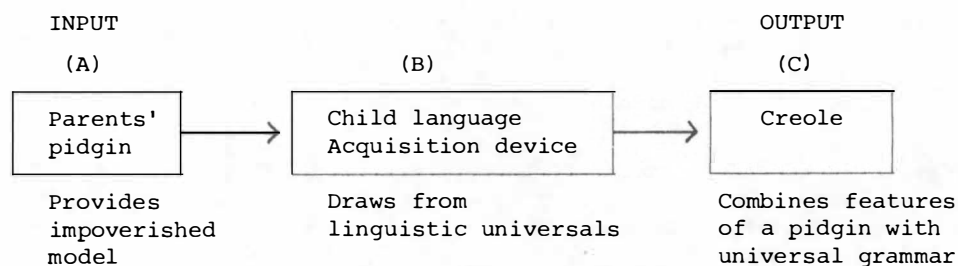 INPUT OUTPUT
(A) (B) (C)
Parents' Child language Creole
pidgin Acquisition device
Provides Draws from Combines features
impoverished linguistic universals of a pidgin with
model universal grammar